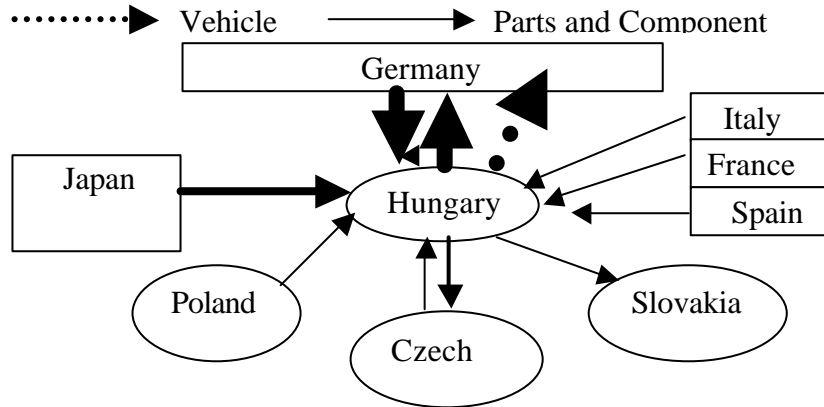 Vehicle
Parts and Component
Germany
Italy
Japan
France
Hungary
Spain
Poland
Slovakia
Czech